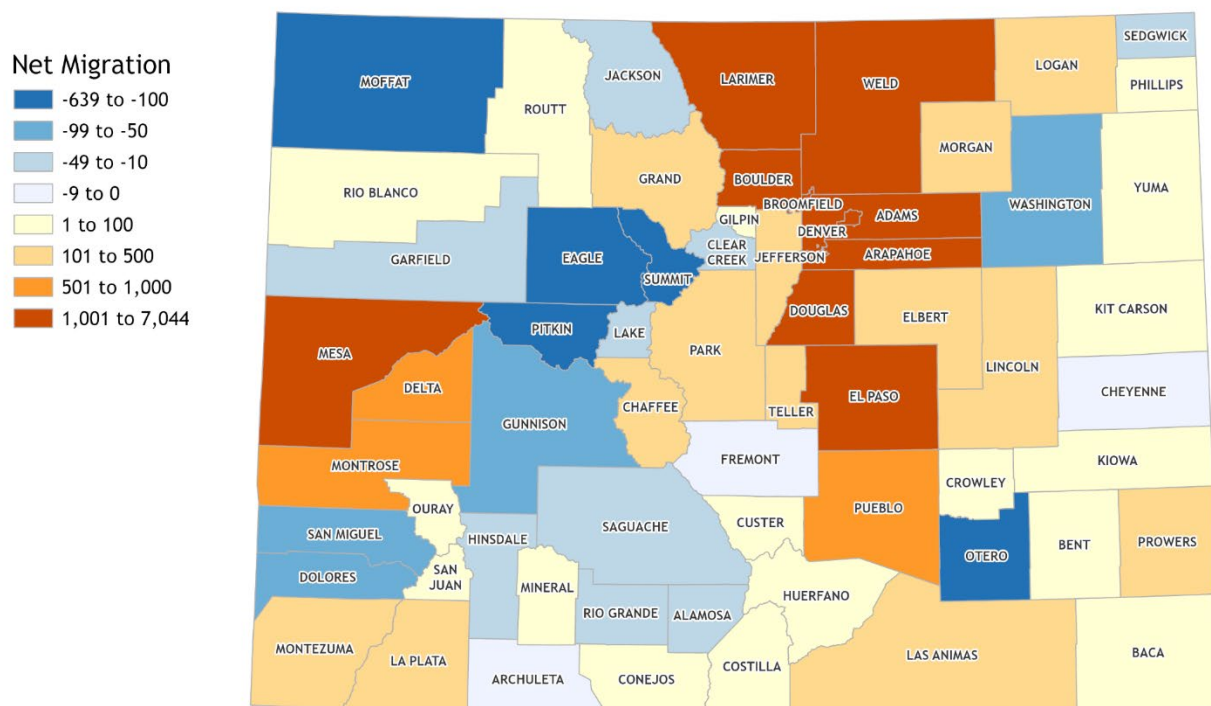 Net Migration
-639 to -100
-99 to -50
-49 to -10
-9 to 0
1 to 100
101 to 500
501 to 1,000
1,001 to 7,044
MOFFAT
ROUTT
JACKSON
LARIMER
WELD
LOGAN
SEDGWICK
PHILLIPS
MORGAN
YUMA
WASHINGTON
RIO BLANCO
GRAND
BOULDER
BROOMFIELD
GILPIN
ADAMS
DENVER
ARAPAHOE
CLEAR
CREEK
JEFFERSON
GARFIELD
EAGLE
SUMMIT
DOUGLAS
ELBERT
KIT CARSON
PITKIN
LAKE
PARK
LINCOLN
MESA
DELTA
CHAFFEE
TELLER
EL PASO
CHEYENNE
GUNNISON
FREMONT
KIOWA
MONTROSE
OURAY
CROWLEY
PUEBLO
SAN MIGUEL
HINSDALE
SAGUACHE
CUSTER
OTERO
BENT
PROWERS
DOLORES
SAN
JUAN
MINERAL
RIO GRANDE
ALAMOSA
HUERFANO
MONTEZUMA
LA PLATA
ARCHULETA
CONEJOS
COSTILLA
LAS ANIMAS
BACA